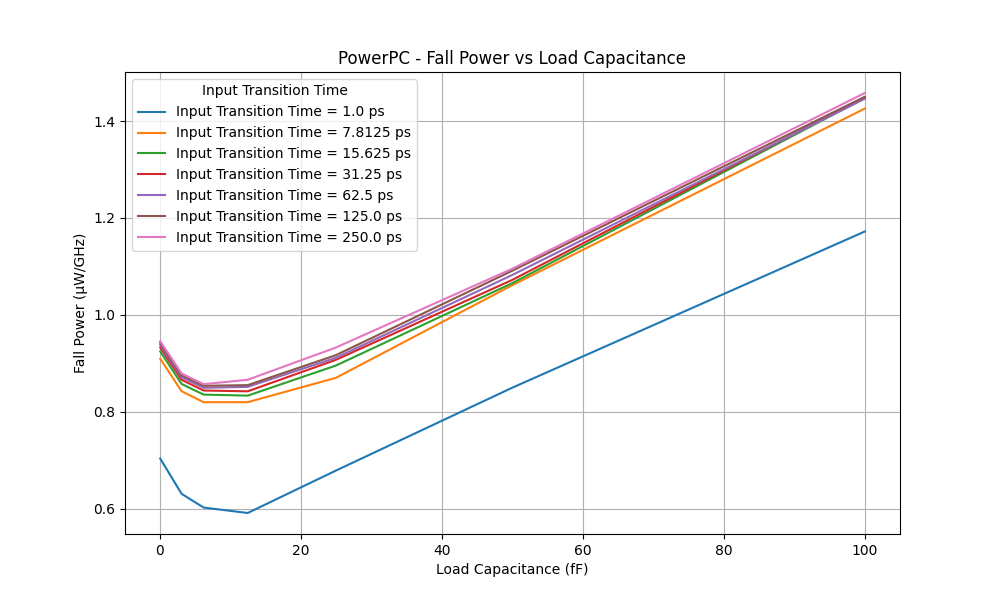 PowerPC - Fall Power vs Load Capacitance
Input Transition Time
Input Transition Time = 1.0 ps
Input Transition Time = 7.8125 ps
Input Transition Time = 15.625 ps
Input Transition Time = 31.25 ps
Input Transition Time = 62.5 ps
Input Transition Time = 125.0 ps
Input Transition Time = 250.0 ps
Fall Power (μW/GHz)
1.4
1.2
1.0
0.8
0.6
0 20 40 60 80 100
Load Capacitance (fF)